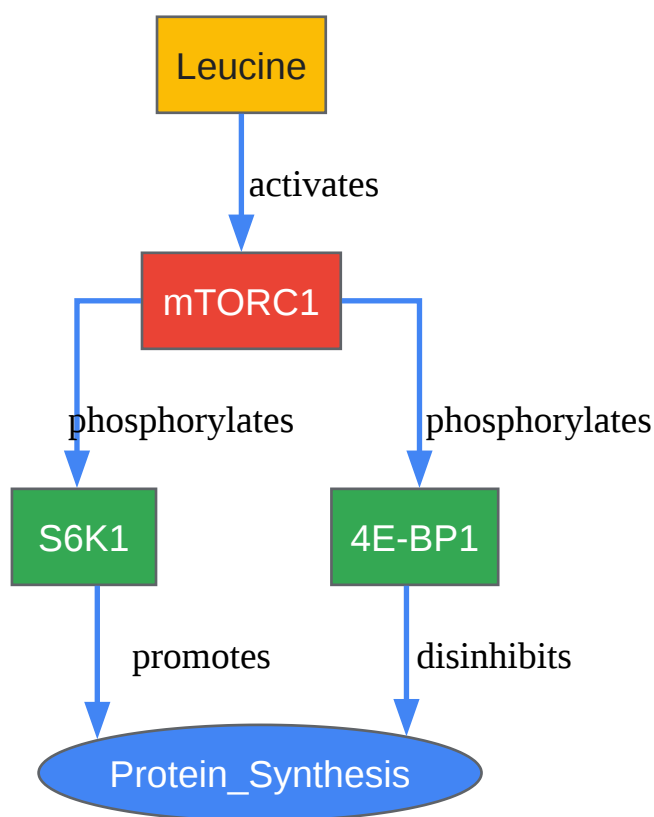 Leucine
activates
mTORC1
phosphorylates phosphorylates
S6K1 4E-BP1
promotes disinhibits
Protein_Synthesis